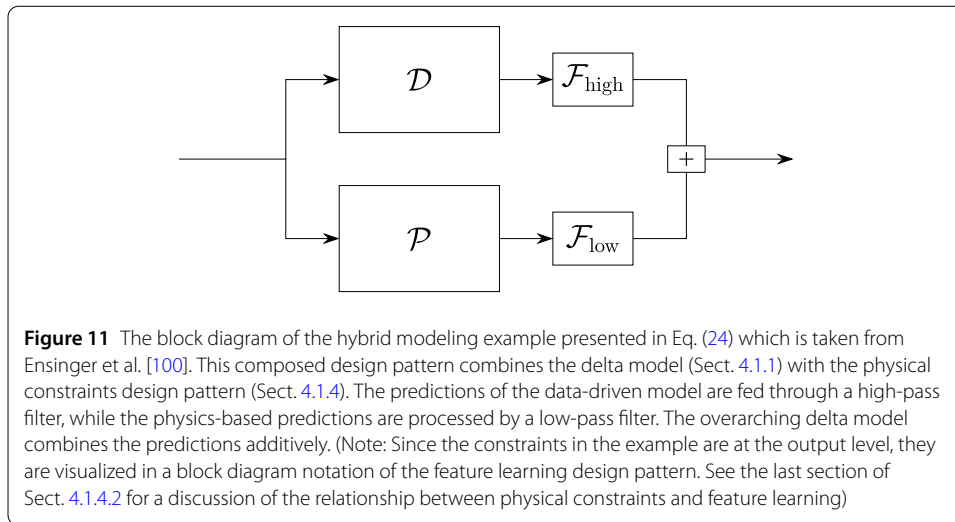 𝒟
ℱhigh
+
𝒫
ℱlow
Figure 11 The block diagram of the hybrid modeling example presented in Eq. (24) which is taken from
Ensinger et al. [100]. This composed design pattern combines the delta model (Sect. 4.1.1) with the physical
constraints design pattern (Sect. 4.1.4). The predictions of the data-driven model are fed through a high-pass
filter, while the physics-based predictions are processed by a low-pass filter. The overarching delta model
combines the predictions additively. (Note: Since the constraints in the example are at the output level, they
are visualized in a block diagram notation of the feature learning design pattern. See the last section of
Sect. 4.1.4.2 for a discussion of the relationship between physical constraints and feature learning)